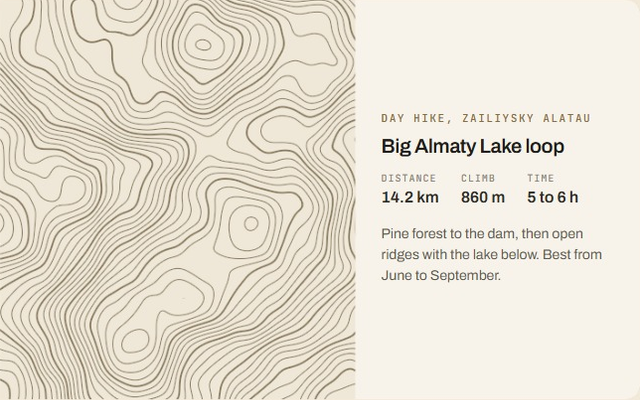 DAY HIKE, ZAILIYSKY ALATAU
Big Almaty Lake loop
DISTANCE CLIMB TIME
14.2 km 860 m 5 to 6 h
Pine forest to the dam, then open
ridges with the lake below. Best from
June to September.